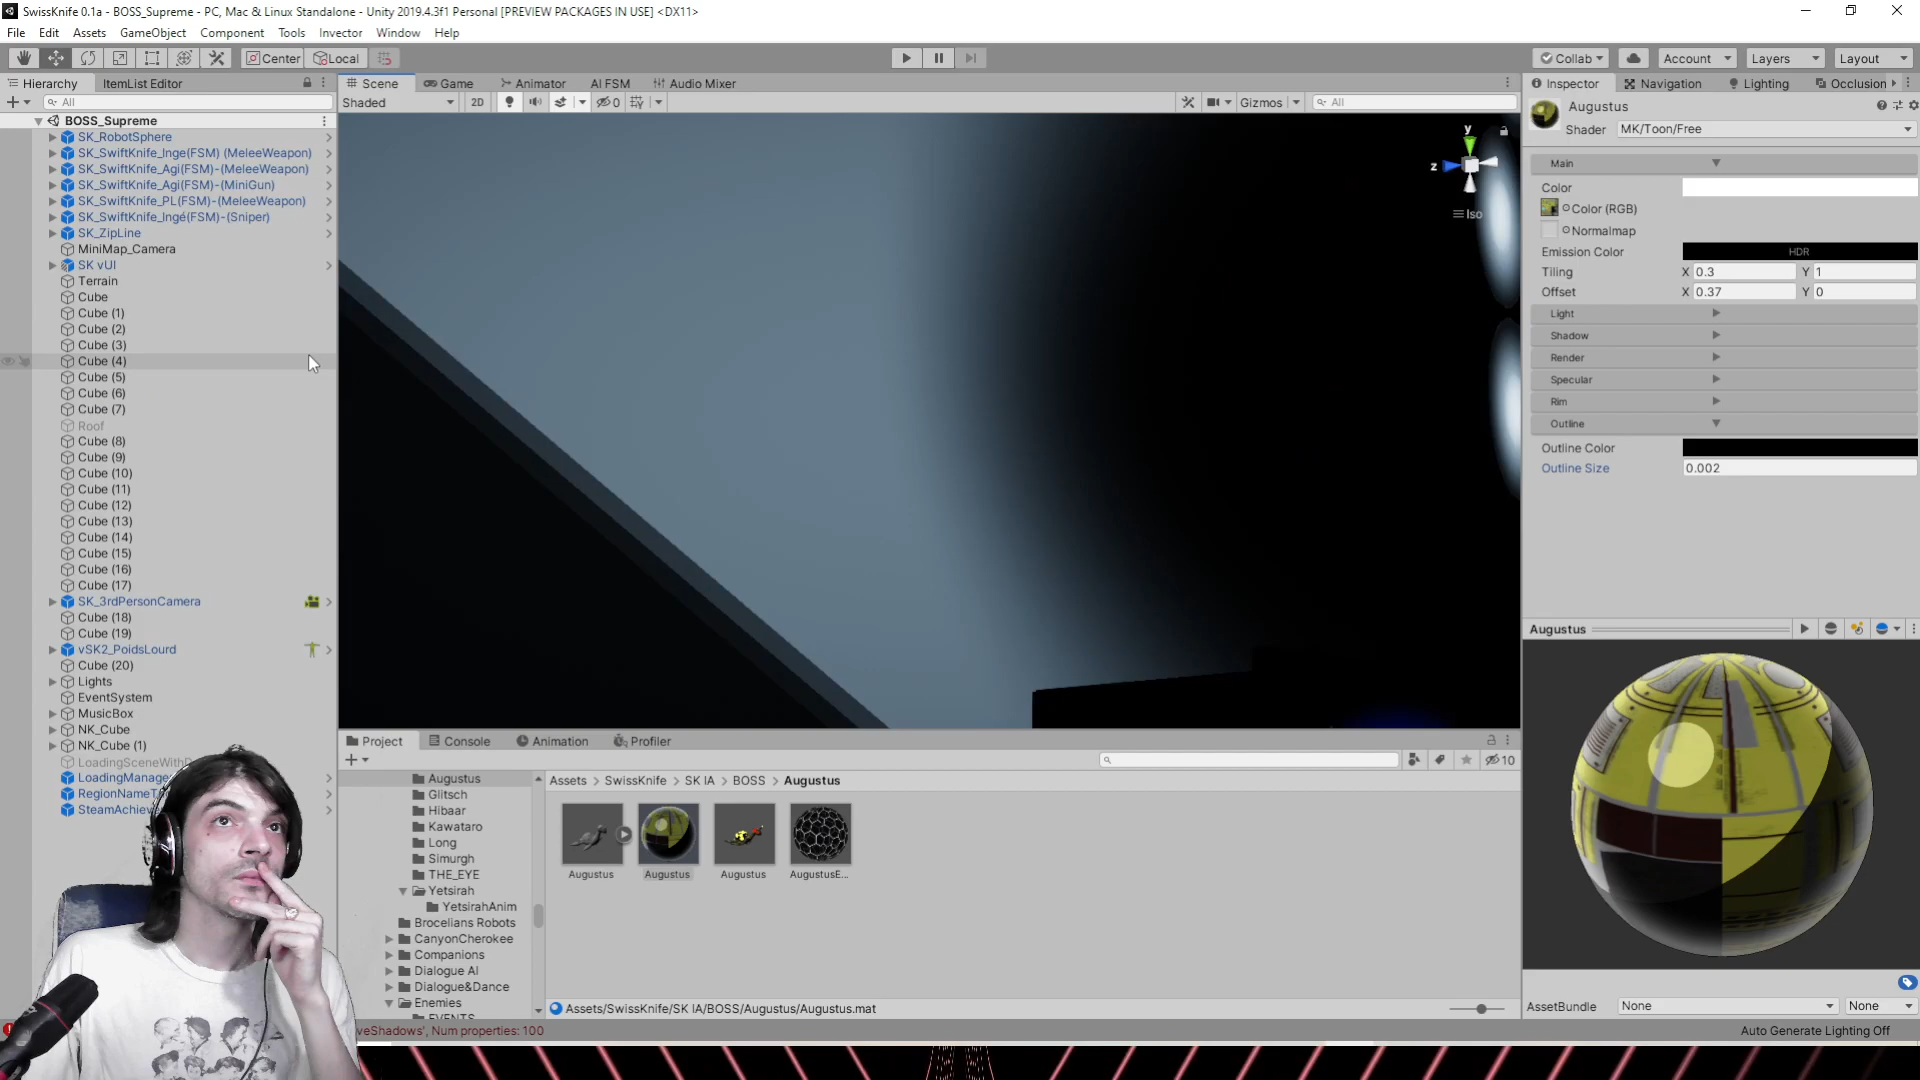 SwissKnife 0.1a - BOSS_Supreme - PC, Mac & Linux Standalone - Unity 2019.4.3f1 Personal [PREVIEW PACKAGES IN USE] <DX11>
File Edit Assets GameObject Component Tools Invector Window Help
Center Local Collab Account Layers Layout
Hierarchy ItemList Editor
All
BOSS_Supreme
SK_RobotSphere
SK_SwiftKnife_Inge(FSM) (MeleeWeapon)
SK_SwiftKnife_Agi(FSM)-(MeleeWeapon)
SK_SwiftKnife_Agi(FSM)-(MiniGun)
SK_SwiftKnife_PL(FSM)-(MeleeWeapon)
SK_SwiftKnife_Ingé(FSM)-(Sniper)
SK_ZipLine
MiniMap_Camera
SK vUI
Terrain
Cube
Cube (1)
Cube (2)
Cube (3)
Cube (4)
Cube (5)
Cube (6)
Cube (7)
Roof
Cube (8)
Cube (9)
Cube (10)
Cube (11)
Cube (12)
Cube (13)
Cube (14)
Cube (15)
Cube (16)
Cube (17)
SK_3rdPersonCamera
Cube (18)
Cube (19)
vSK2_PoidsLourd
Cube (20)
Lights
EventSystem
MusicBox
NK_Cube
NK_Cube (1)
LoadingSceneWithD
LoadingManage
RegionNameT
SteamAchieve
Scene Game Animator AI FSM Audio Mixer
Shaded 2D 0 Gizmos All
y
z
Iso
Project Console Animation Profiler
10
Augustus
Glitsch
Hibaar
Kawataro
Long
Simurgh
THE_EYE
Yetsirah
YetsirahAnim
Brocelians Robots
CanyonCherokee
Companions
Dialogue AI
Dialogue&Dance
Enemies
EVENTS
Assets > SwissKnife > SK IA > BOSS > Augustus
Augustus Augustus Augustus AugustusE...
Assets/SwissKnife/SK IA/BOSS/Augustus/Augustus.mat
veShadows', Num properties: 100
Inspector Navigation Lighting Occlusion
Augustus
Shader MK/Toon/Free
Main
Color
Color (RGB)
Normalmap
Emission Color HDR
Tiling X 0.3 Y 1
Offset X 0.37 Y 0
Light
Shadow
Render
Specular
Rim
Outline
Outline Color
Outline Size 0.002
Augustus
AssetBundle None None
Auto Generate Lighting Off